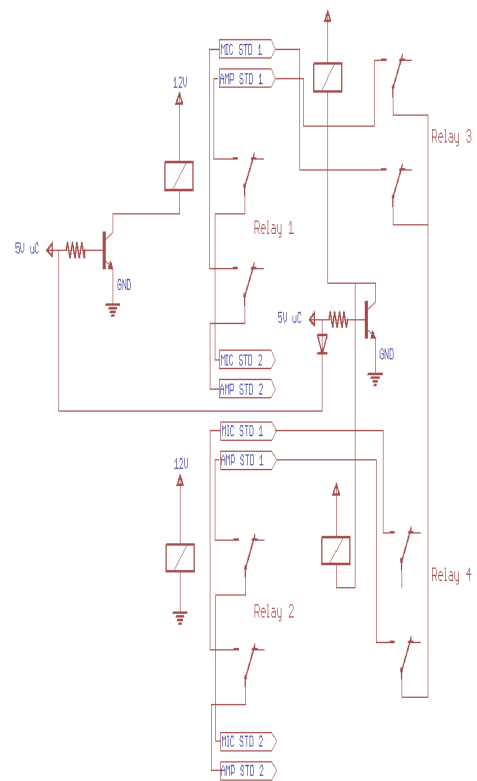 MIC STD 1
AMP STD 1
12V
Relay 3
Relay 1
5V uC
GND
5V uC
GND
MIC STD 2
AMP STD 2
MIC STD 1
AMP STD 1
12V
Relay 4
Relay 2
MIC STD 2
AMP STD 2